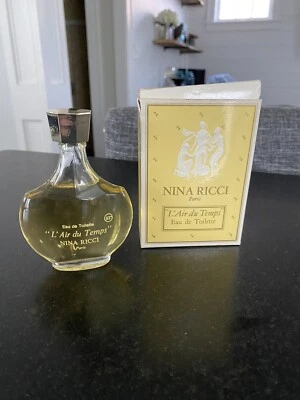 Eau de Toilette
"L'Air du Temps"
NINA RICCI
Paris
NINA RICCI
Paris
"L'Air du Temps"
Eau de Toilette